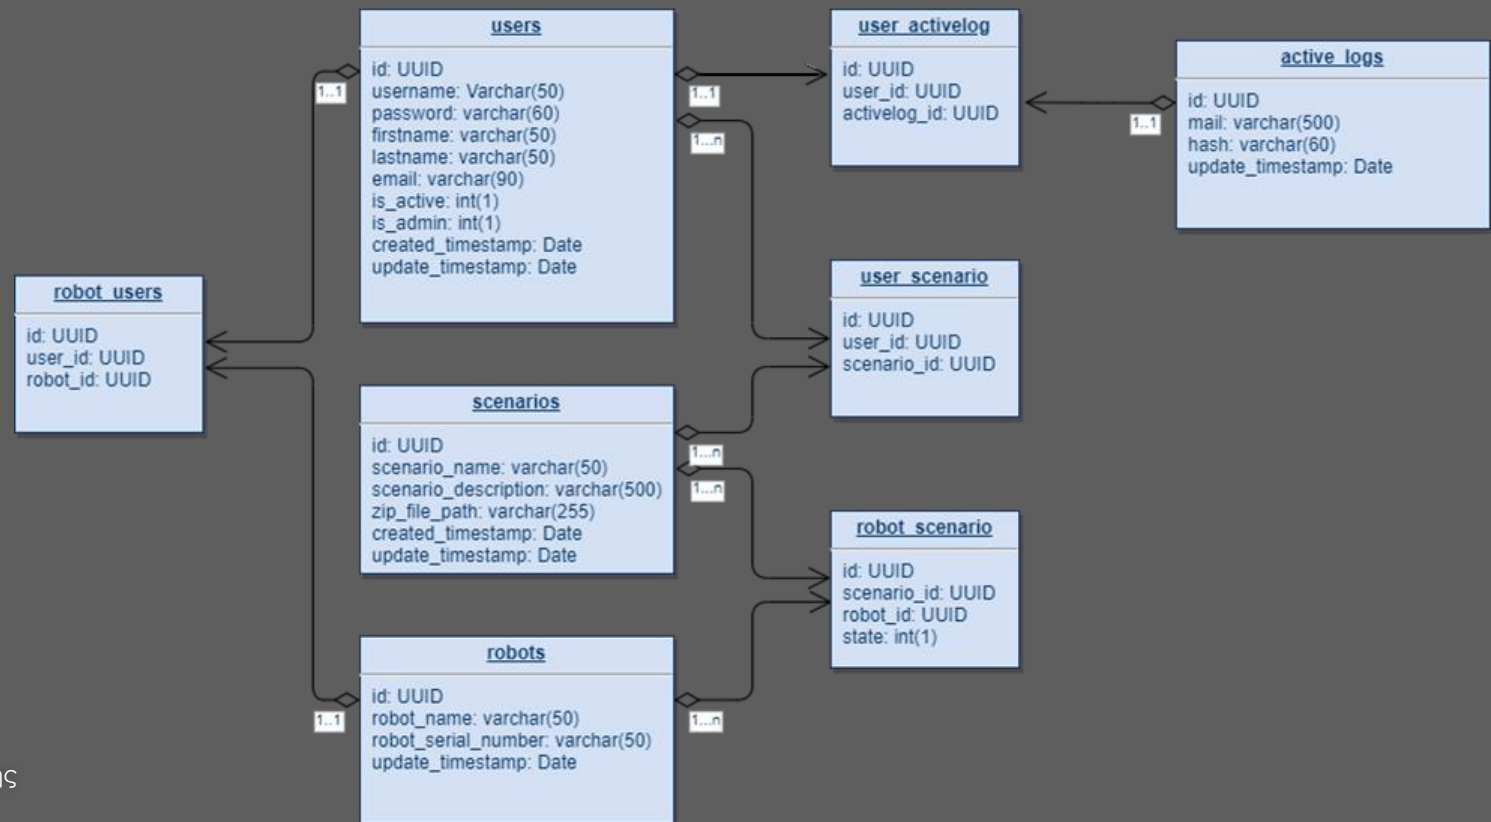 users
id: UUID
username: Varchar(50)
password: varchar(60)
firstname: varchar(50)
lastname: varchar(50)
email: varchar(90)
is_active: int(1)
is_admin: int(1)
created_timestamp: Date
update_timestamp: Date
1..1
1..1
1...n
user_activelog
id: UUID
user_id: UUID
activelog_id: UUID
active_logs
id: UUID
mail: varchar(500)
hash: varchar(60)
update_timestamp: Date
1..1
robot_users
id: UUID
user_id: UUID
robot_id: UUID
user_scenario
id: UUID
user_id: UUID
scenario_id: UUID
scenarios
id: UUID
scenario_name: varchar(50)
scenario_description: varchar(500)
zip_file_path: varchar(255)
created_timestamp: Date
update_timestamp: Date
1...n
1...n
robot_scenario
id: UUID
scenario_id: UUID
robot_id: UUID
state: int(1)
robots
id: UUID
robot_name: varchar(50)
robot_serial_number: varchar(50)
update_timestamp: Date
1..1
1...n